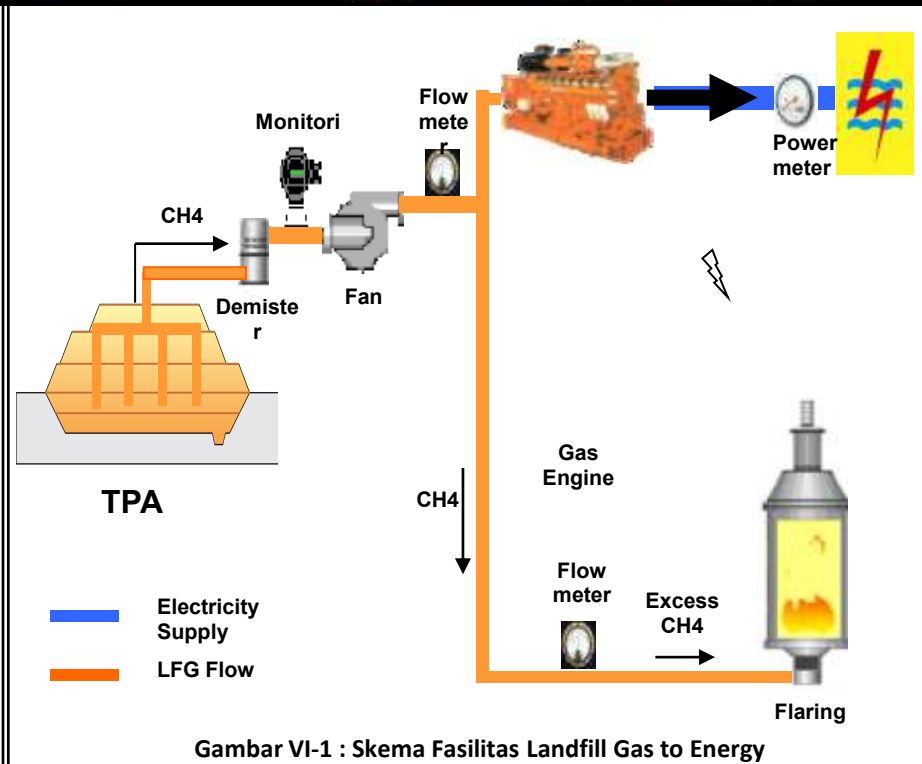 Flow
mete
r
Monitori
Power
meter
CH4
Demiste
r
Fan
TPA
CH4
Gas
Engine
Flow
meter
Excess
CH4
Electricity
Supply
LFG Flow
Flaring
Gambar VI-1 : Skema Fasilitas Landfill Gas to Energy